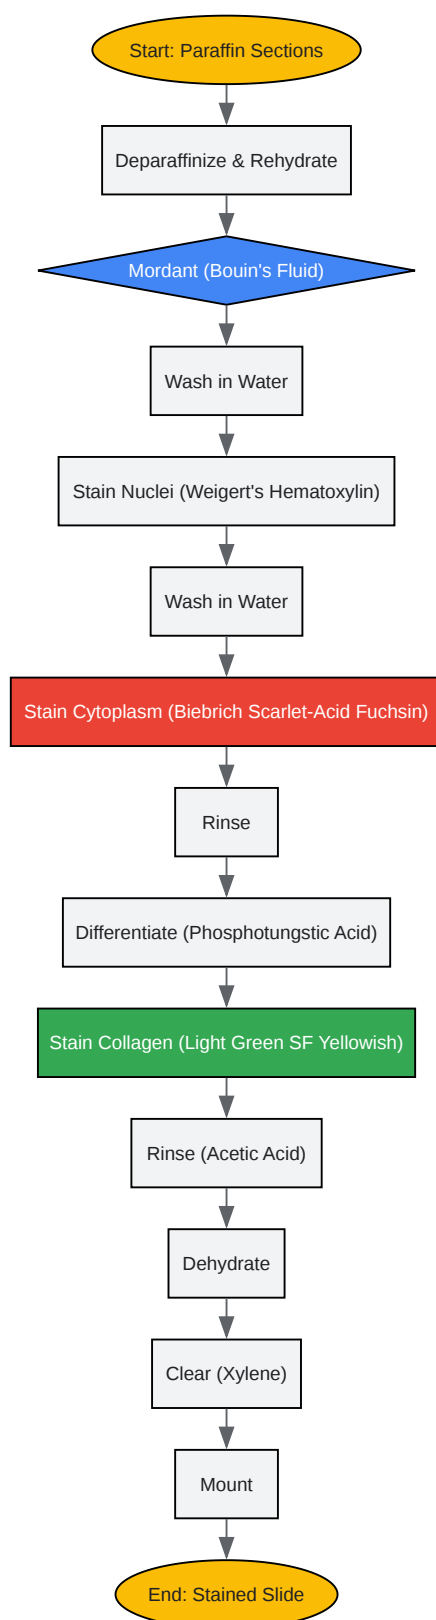 Start: Paraffin Sections
Deparaffinize & Rehydrate
Mordant (Bouin's Fluid)
Wash in Water
Stain Nuclei (Weigert's Hematoxylin)
Wash in Water
Stain Cytoplasm (Biebrich Scarlet-Acid Fuchsin)
Rinse
Differentiate (Phosphotungstic Acid)
Stain Collagen (Light Green SF Yellowish)
Rinse (Acetic Acid)
Dehydrate
Clear (Xylene)
Mount
End: Stained Slide